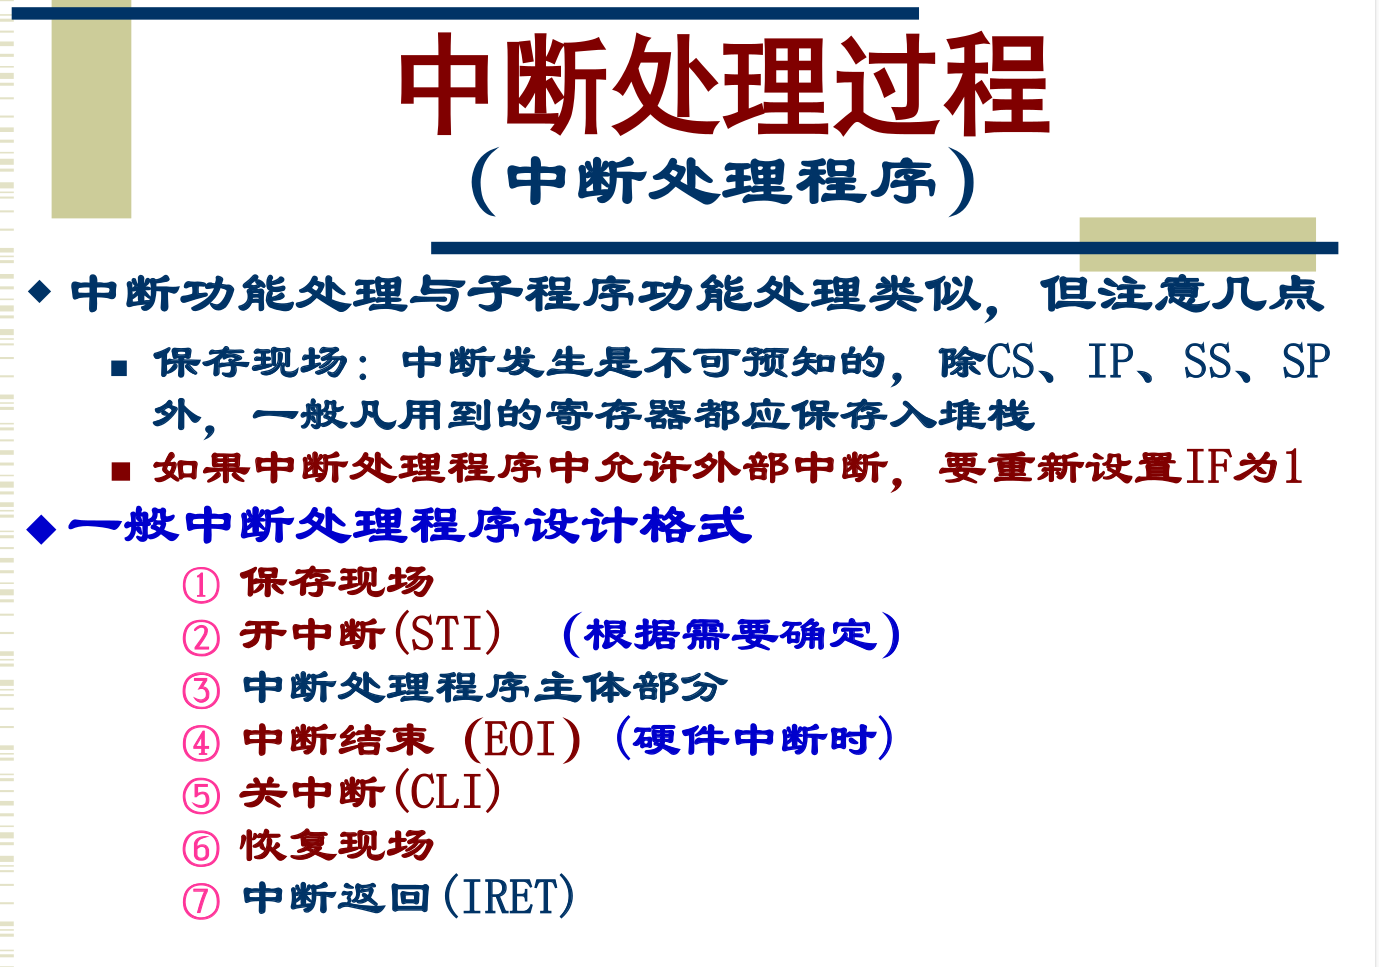 中断处理过程
(中断处理程序)
◆ 中断功能处理与子程序功能处理类似，但注意几点
■ 保存现场：中断发生是不可预知的，除CS、IP、SS、SP
外，一般凡用到的寄存器都应保存入堆栈
■ 如果中断处理程序中允许外部中断，要重新设置IF为1
◆ 一般中断处理程序设计格式
① 保存现场
② 开中断(STI) (根据需要确定)
③ 中断处理程序主体部分
④ 中断结束 (EOI) (硬件中断时)
⑤ 关中断(CLI)
⑥ 恢复现场
⑦ 中断返回(IRET)